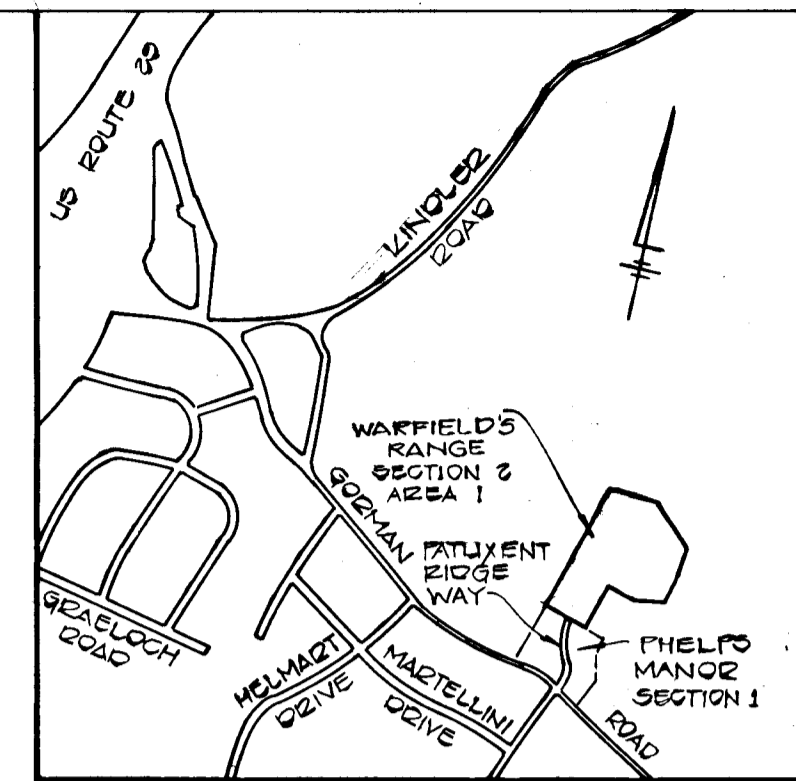 US ROUTE 29
KINDLER
ROAD
WARFIELD'S
RANGE
SECTION 2
AREA 1
GORMAN
PATUXENT
RIDGE
WAY
GRAELOCH
ROAD
HELMART
DRIVE
MARTELLINI
DRIVE
PHELPS
MANOR
SECTION 1
ROAD